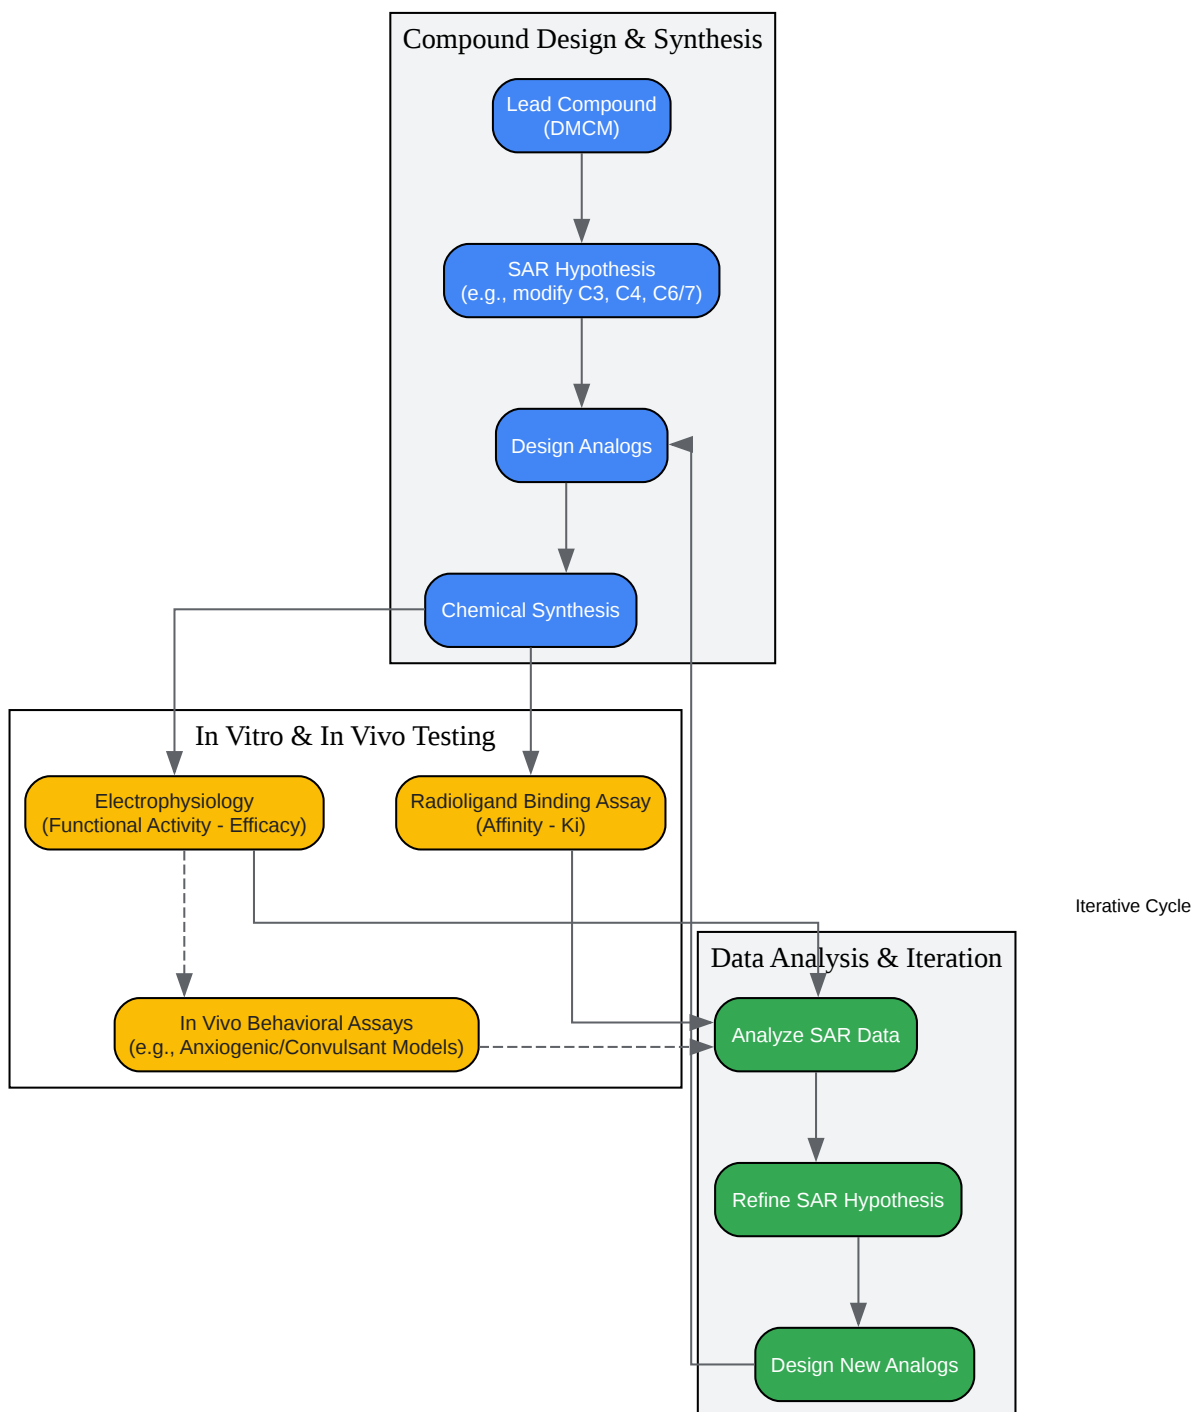 Compound Design & Synthesis
Lead Compound
(DMCM)
SAR Hypothesis
(e.g., modify C3, C4, C6/7)
Design Analogs
Chemical Synthesis
In Vitro & In Vivo Testing
Electrophysiology
(Functional Activity - Efficacy)
Radioligand Binding Assay
(Affinity - Ki)
In Vivo Behavioral Assays
(e.g., Anxiogenic/Convulsant Models)
Iterative Cycle
Data Analysis & Iteration
Analyze SAR Data
Refine SAR Hypothesis
Design New Analogs